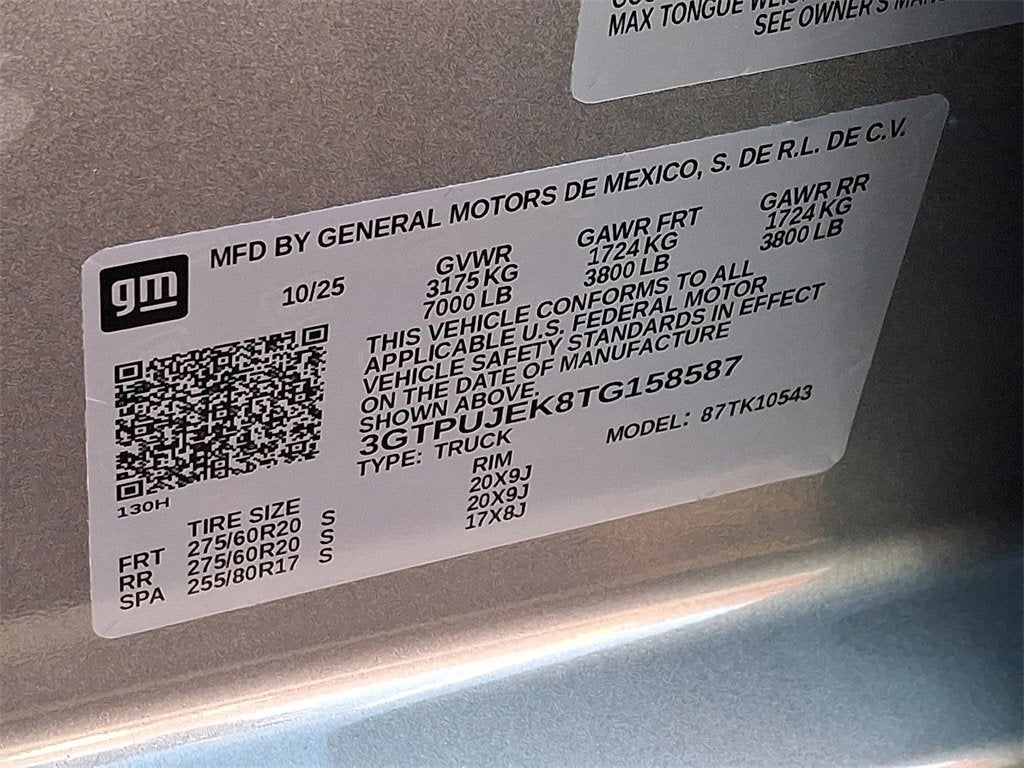 MAX TONGUE
SEE OWNER'S
gm
MFD BY GENERAL MOTORS DE MEXICO, S. DE R.L. DE C.V.
10/25 GVWR GAWR FRT GAWR RR
3175 KG 1724 KG 1724 KG
7000 LB 3800 LB 3800 LB
THIS VEHICLE CONFORMS TO ALL
APPLICABLE U.S. FEDERAL MOTOR
VEHICLE SAFETY STANDARDS IN EFFECT
ON THE DATE OF MANUFACTURE
SHOWN ABOVE.
3GTPUJEK8TG158587
TYPE: TRUCK MODEL: 87TK10543
130H
TIRE SIZE RIM
FRT 275/60R20 S 20X9J
RR 275/60R20 S 20X9J
SPA 255/80R17 S 17X8J